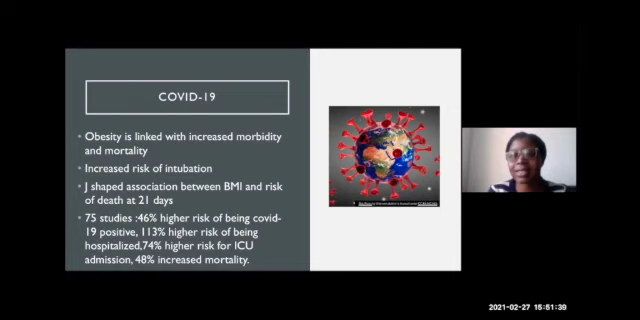 COVID-19
Obesity is linked with increased morbidity
and mortality
Increased risk of intubation
J shaped association between BMI and risk
of death at 21 days
75 studies :46% higher risk of being covid-
19 positive, 113% higher risk of being
hospitalized,74% higher risk for ICU
admission, 48% increased mortality.
2021-02-27 15:51:39